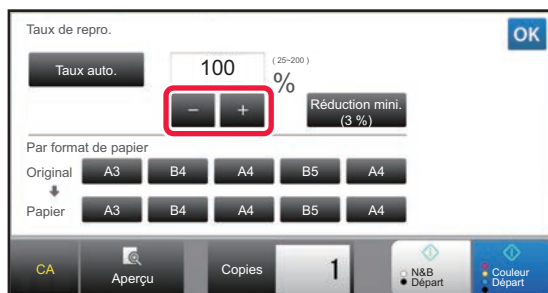 Taux de repro.
OK
Taux auto.
100
(25~200)
%
−
+
Réduction mini.
(3 %)
Par format de papier
Original A3 B4 A4 B5 A4
Papier A3 B4 A4 B5 A4
CA
Aperçu
Copies
1
N&B
Départ
Couleur
Départ